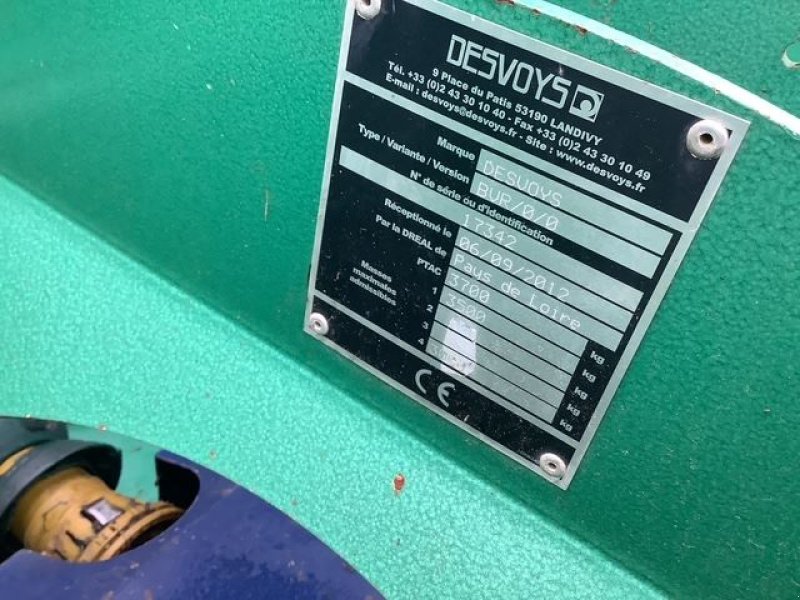 DESVOYS
9 Place du Patis 53190 LANDIVY
Tél. +33 (0)2 43 30 10 40 - Fax +33 (0)2 43 30 10 49
E-mail : desvoys@desvoys.fr - Site : www.desvoys.fr
Marque DESVOYS
Type / Variante / Version BVR/0/0
N° de série ou d'identification
17342
Réceptionné le 06/09/2012
Par la DREAL de Pays de Loire
PTAC 3700 kg
Masses maximales admissibles
1 3500 kg
2 kg
3 kg
4 kg
CE